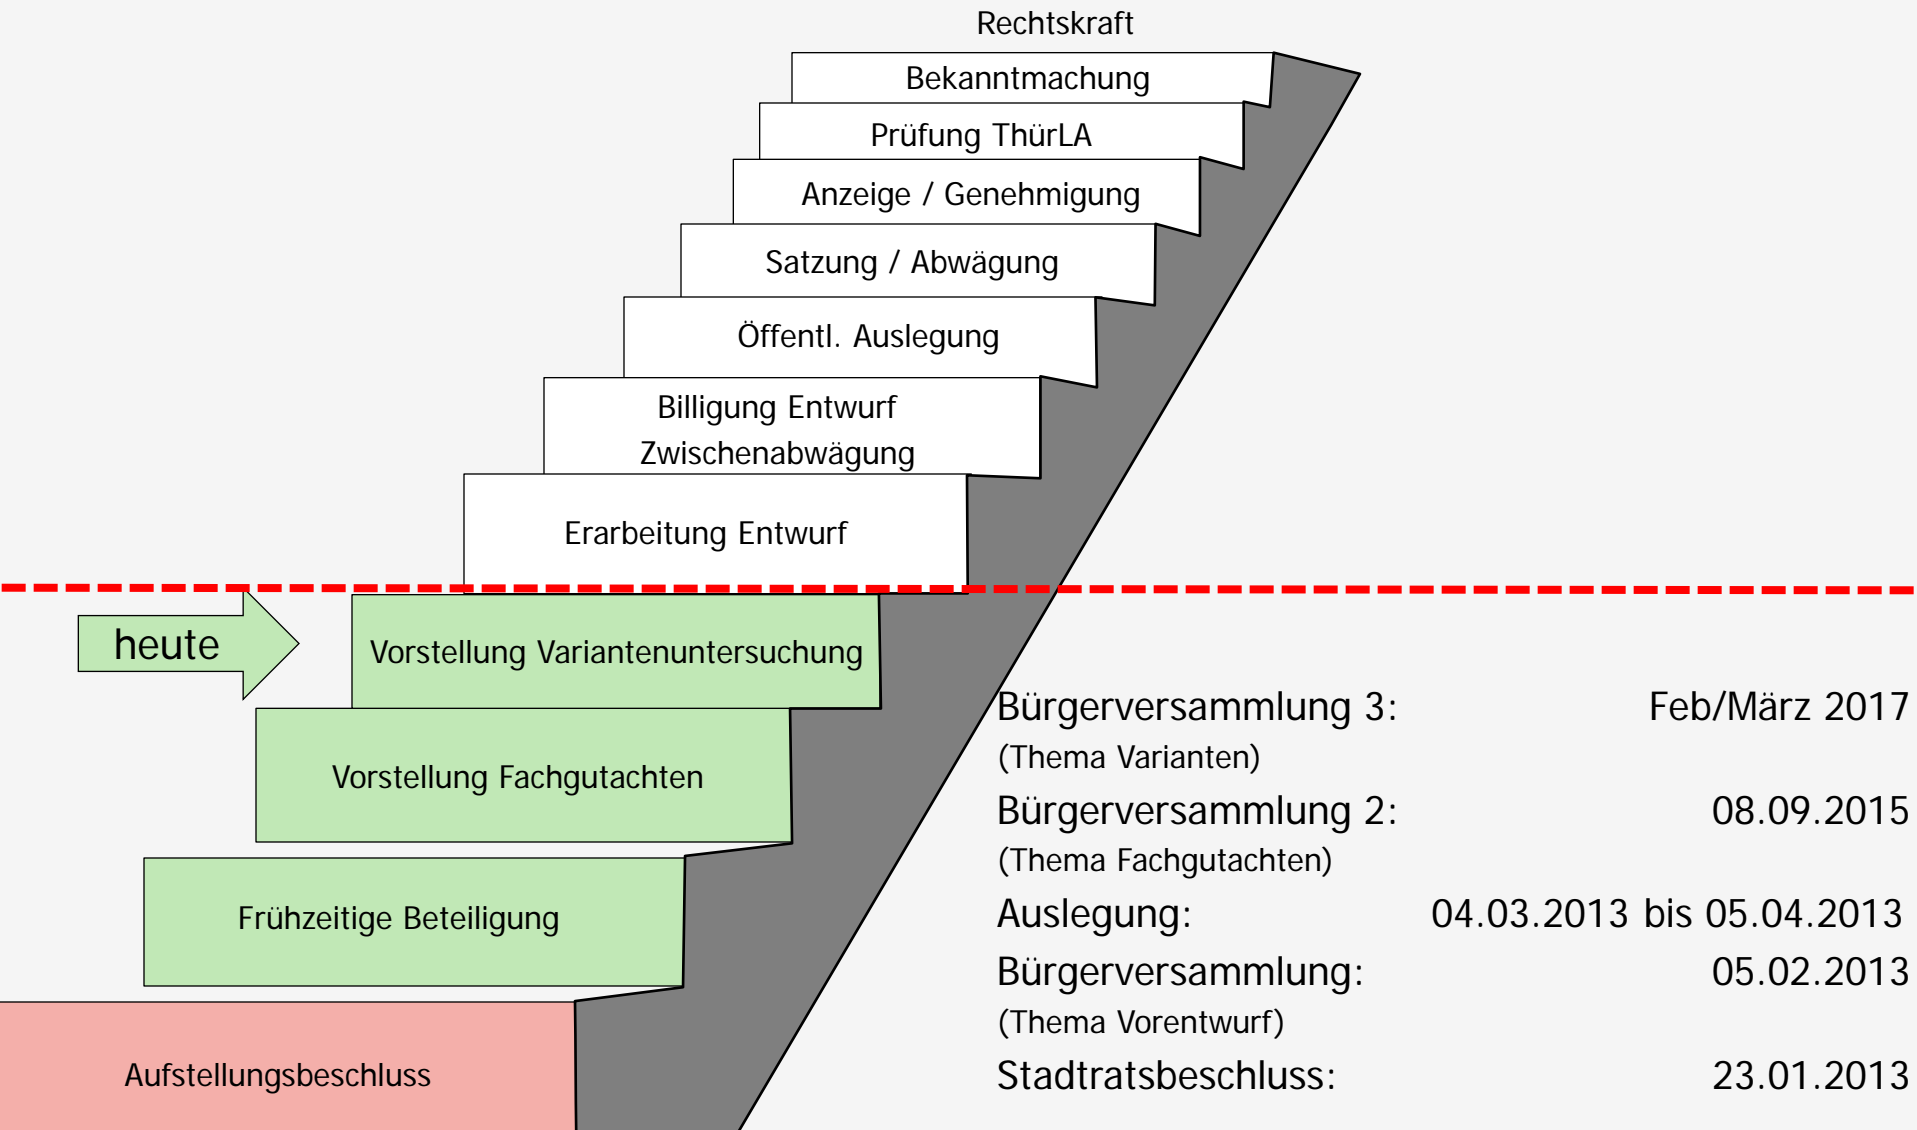 Rechtskraft
Bekanntmachung
Prüfung ThürLA
Anzeige / Genehmigung
Satzung / Abwägung
Öffentl. Auslegung
Billigung Entwurf
Zwischenabwägung
Erarbeitung Entwurf
heute
Vorstellung Variantenuntersuchung
Vorstellung Fachgutachten
Frühzeitige Beteiligung
Aufstellungsbeschluss
Bürgerversammlung 3: Feb/März 2017
(Thema Varianten)
Bürgerversammlung 2: 08.09.2015
(Thema Fachgutachten)
Auslegung: 04.03.2013 bis 05.04.2013
Bürgerversammlung: 05.02.2013
(Thema Vorentwurf)
Stadtratsbeschluss: 23.01.2013